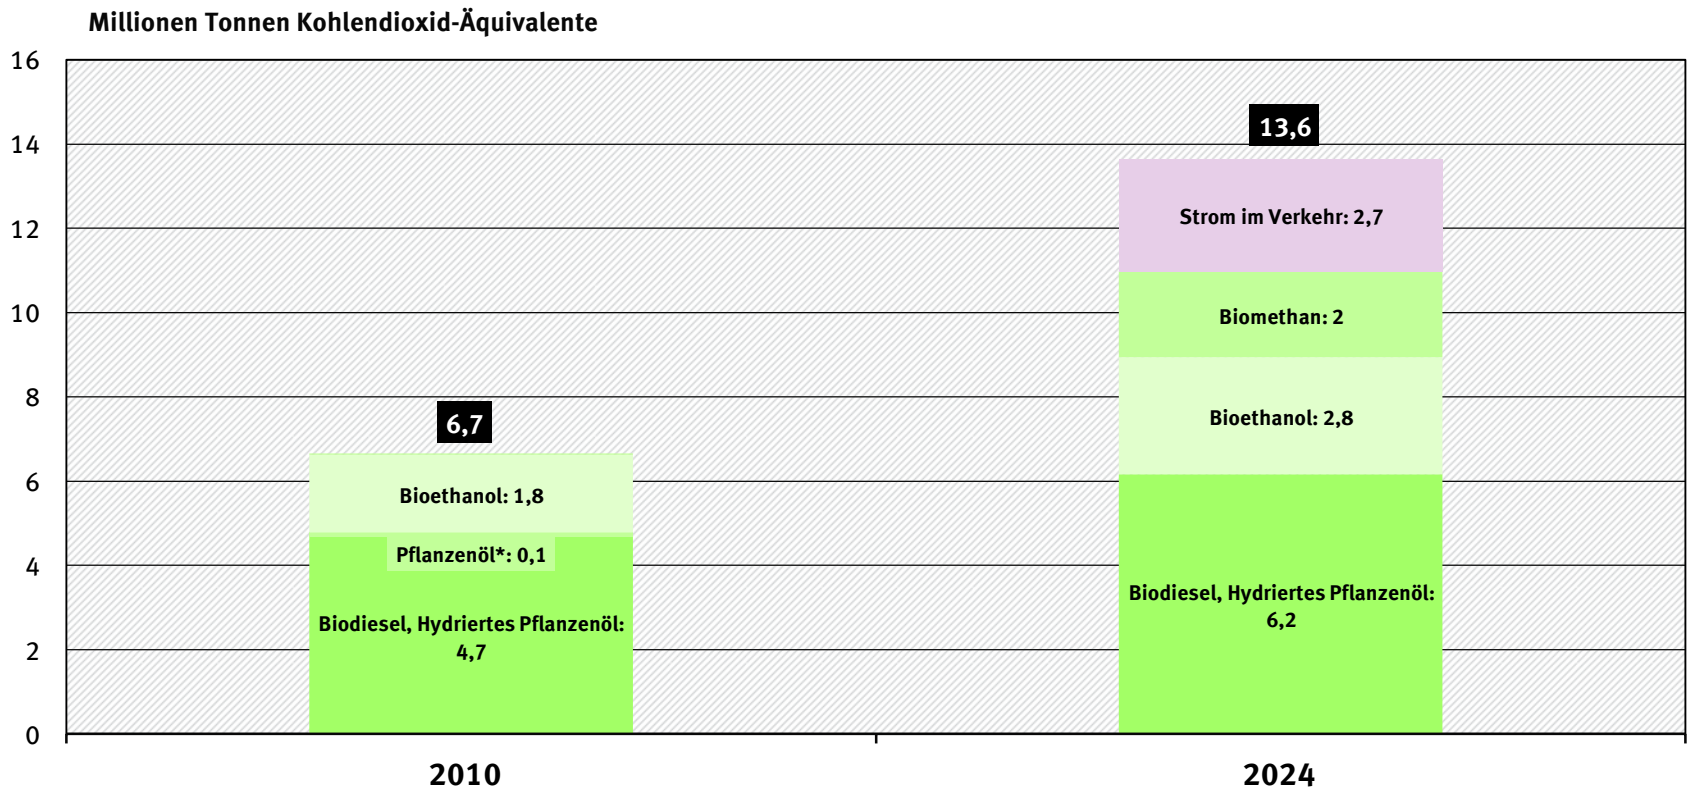 Millionen Tonnen Kohlendioxid-Äquivalente
16
14
12
10
8
6
4
2
0
6,7
Bioethanol: 1,8
Pflanzenöl*: 0,1
Biodiesel, Hydriertes Pflanzenöl:
4,7
13,6
Strom im Verkehr: 2,7
Biomethan: 2
Bioethanol: 2,8
Biodiesel, Hydriertes Pflanzenöl:
6,2
2010
2024